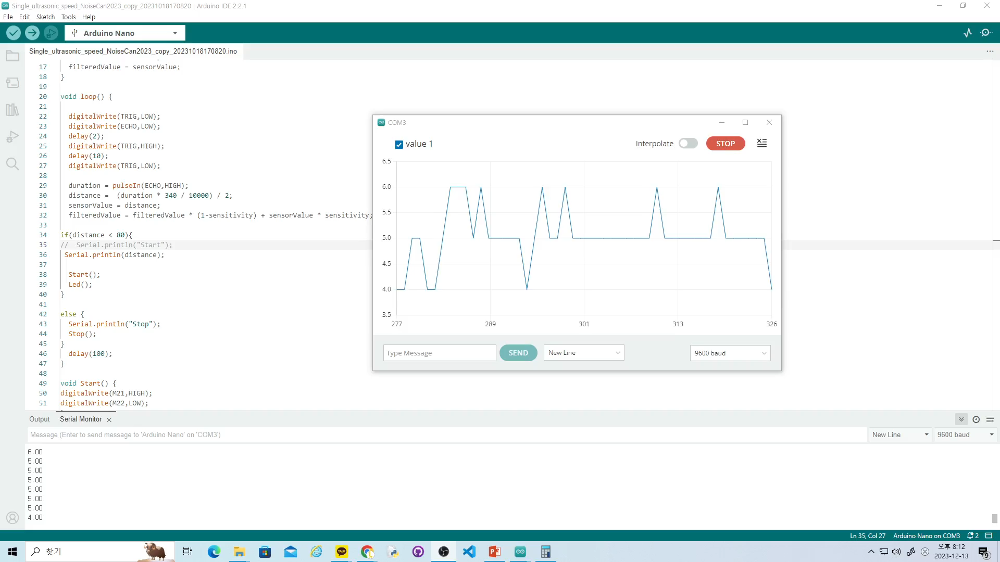 Single_ultrasonic_speed_NoiseCan2023_copy_20231018170820 | Arduino IDE 2.2.1
File Edit Sketch Tools Help
Arduino Nano
Single_ultrasonic_speed_NoiseCan2023_copy_20231018170820.ino
17 filteredValue = sensorValue;
18 }
19
20 void loop() {
21
22 digitalWrite(TRIG,LOW);
23 digitalWrite(ECHO,LOW);
24 delay(2);
25 digitalWrite(TRIG,HIGH);
26 delay(10);
27 digitalWrite(TRIG,LOW);
28
29 duration = pulseIn(ECHO,HIGH);
30 distance =  (duration * 340 / 10000) / 2;
31 sensorValue = distance;
32 filteredValue = filteredValue * (1-sensitivity) + sensorValue * sensitivity;
33
34 if(distance < 80){
35 //  Serial.println("Start");
36 Serial.println(distance);
37
38 Start();
39 Led();
40 }
41
42 else {
43 Serial.println("Stop");
44 Stop();
45 }
46 delay(100);
47 }
48
49 void Start() {
50 digitalWrite(M21,HIGH);
51 digitalWrite(M22,LOW);
COM3
value 1
Interpolate
STOP
6.5
6.0
5.5
5.0
4.5
4.0
3.5
277 289 301 313 326
Type Message
SEND
New Line
9600 baud
Output
Serial Monitor
Message (Enter to send message to 'Arduino Nano' on 'COM3')
New Line
9600 baud
6.00
5.00
5.00
5.00
5.00
5.00
5.00
4.00
Ln 35, Col 27
Arduino Nano on COM3
2
찾기
TALK
오후 8:12
2023-12-13
9